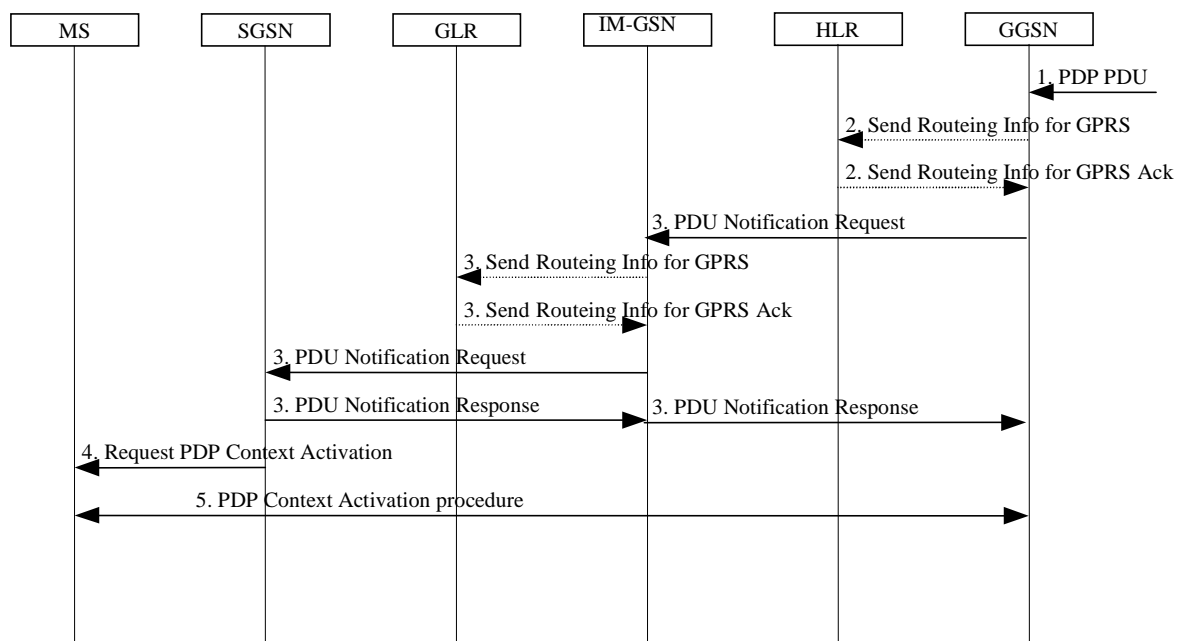 MS
SGSN
GLR
IM-GSN
HLR
GGSN
1. PDP PDU
2. Send Routeing Info for GPRS
2. Send Routeing Info for GPRS Ack
3. PDU Notification Request
3. Send Routeing Info for GPRS
3. Send Routeing Info for GPRS Ack
3. PDU Notification Request
3. PDU Notification Response
3. PDU Notification Response
4. Request PDP Context Activation
5. PDP Context Activation procedure